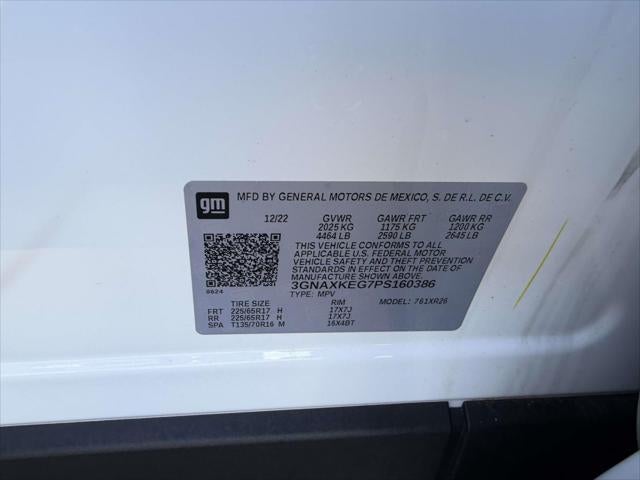 gm MFD BY GENERAL MOTORS DE MEXICO, S. DE R.L. DE C.V.
12/22 GVWR GAWR FRT GAWR RR
2025 KG 1175 KG 1200 KG
4464 LB 2590 LB 2645 LB
THIS VEHICLE CONFORMS TO ALL
APPLICABLE U.S. FEDERAL MOTOR
VEHICLE SAFETY AND THEFT PREVENTION
STANDARDS IN EFFECT ON THE DATE OF
MANUFACTURE SHOWN ABOVE.
3GNAXKEG7PS160386
8624 TYPE: MPV MODEL: 761XR26
TIRE SIZE RIM
FRT 225/65R17 H 17X7J
RR 225/65R17 H 17X7J
SPA T135/70R16 M 16X4BT